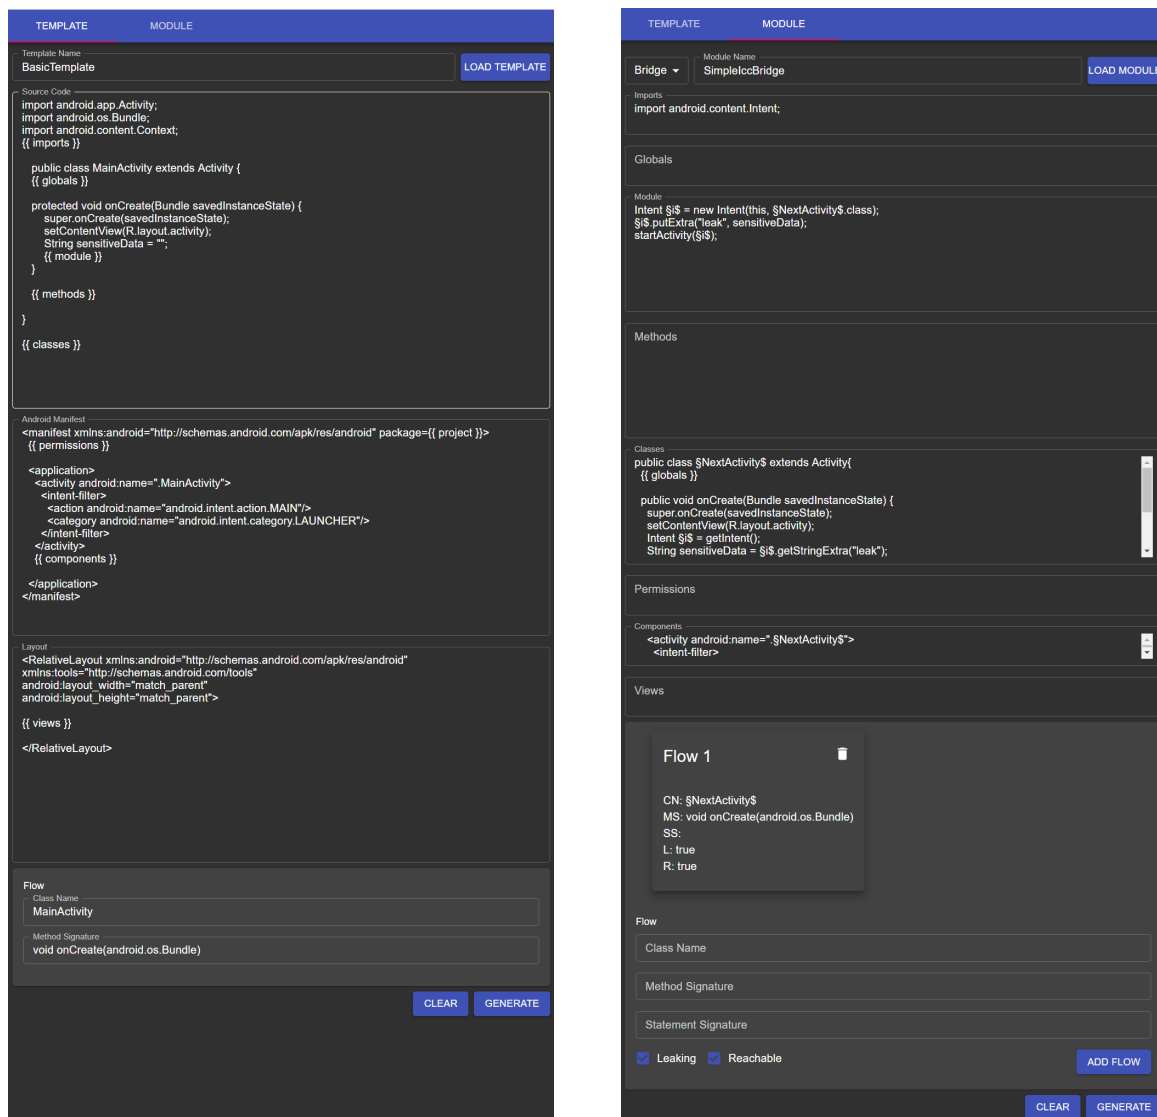 TEMPLATE
MODULE
Template Name
BasicTemplate
LOAD TEMPLATE
Source Code
import android.app.Activity;
import android.os.Bundle;
import android.content.Context;
{{ imports }}
public class MainActivity extends Activity {
{{ globals }}
protected void onCreate(Bundle savedInstanceState) {
super.onCreate(savedInstanceState);
setContentView(R.layout.activity);
String sensitiveData = "";
{{ module }}
}
{{ methods }}
}
{{ classes }}
Android Manifest
<manifest xmlns:android="http://schemas.android.com/apk/res/android" package={{ project }}>
{{ permissions }}
<application>
<activity android:name=".MainActivity">
<intent-filter>
<action android:name="android.intent.action.MAIN"/>
<category android:name="android.intent.category.LAUNCHER"/>
</intent-filter>
</activity>
{{ components }}
</application>
</manifest>
Layout
<RelativeLayout xmlns:android="http://schemas.android.com/apk/res/android"
xmlns:tools="http://schemas.android.com/tools"
android:layout_width="match_parent"
android:layout_height="match_parent">
{{ views }}
</RelativeLayout>
Flow
Class Name
MainActivity
Method Signature
void onCreate(android.os.Bundle)
CLEAR
GENERATE
TEMPLATE
MODULE
Bridge
Module Name
SimpleIccBridge
LOAD MODULE
Imports
import android.content.Intent;
Globals
Module
Intent §i$ = new Intent(this, §NextActivity$.class);
§i$.putExtra("leak", sensitiveData);
startActivity(§i$);
Methods
Classes
public class §NextActivity$ extends Activity{
{{ globals }}
public void onCreate(Bundle savedInstanceState) {
super.onCreate(savedInstanceState);
setContentView(R.layout.activity);
Intent §i$ = getIntent();
String sensitiveData = §i$.getStringExtra("leak");
Permissions
Components
<activity android:name=".§NextActivity$">
<intent-filter>
Views
Flow 1
CN: §NextActivity$
MS: void onCreate(android.os.Bundle)
SS:
L: true
R: true
Flow
Class Name
Method Signature
Statement Signature
Leaking
Reachable
ADD FLOW
CLEAR
GENERATE